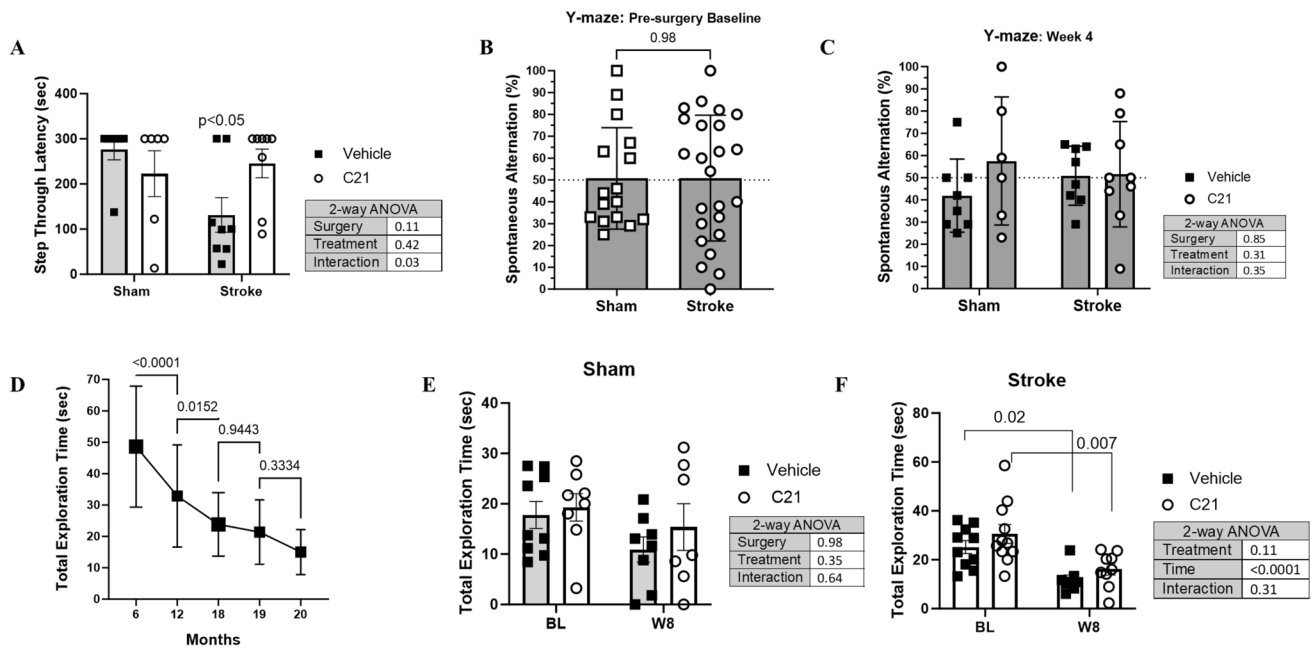 A
Step Through Latency (sec)
400
300
200
100
0
p<0.05
Sham
Stroke
Vehicle
C21
2-way ANOVA
Surgery 0.11
Treatment 0.42
Interaction 0.03
B
Y-maze: Pre-surgery Baseline
0.98
Spontaneous Alternation (%)
100
90
80
70
60
50
40
30
20
10
0
Sham
Stroke
C
Y-maze: Week 4
Spontaneous Alternation (%)
100
90
80
70
60
50
40
30
20
10
0
Sham
Stroke
Vehicle
C21
2-way ANOVA
Surgery 0.85
Treatment 0.31
Interaction 0.35
D
Total Exploration Time (sec)
70
60
50
40
30
20
10
0
<0.0001
0.0152
0.9443
0.3334
6 12 18 19 20
Months
E
Sham
Total Exploration Time (sec)
40
30
20
10
0
BL
W8
Vehicle
C21
2-way ANOVA
Surgery 0.98
Treatment 0.35
Interaction 0.64
F
Stroke
Total Exploration Time (sec)
80
60
40
20
0
0.02
0.007
BL
W8
Vehicle
C21
2-way ANOVA
Treatment 0.11
Time <0.0001
Interaction 0.31